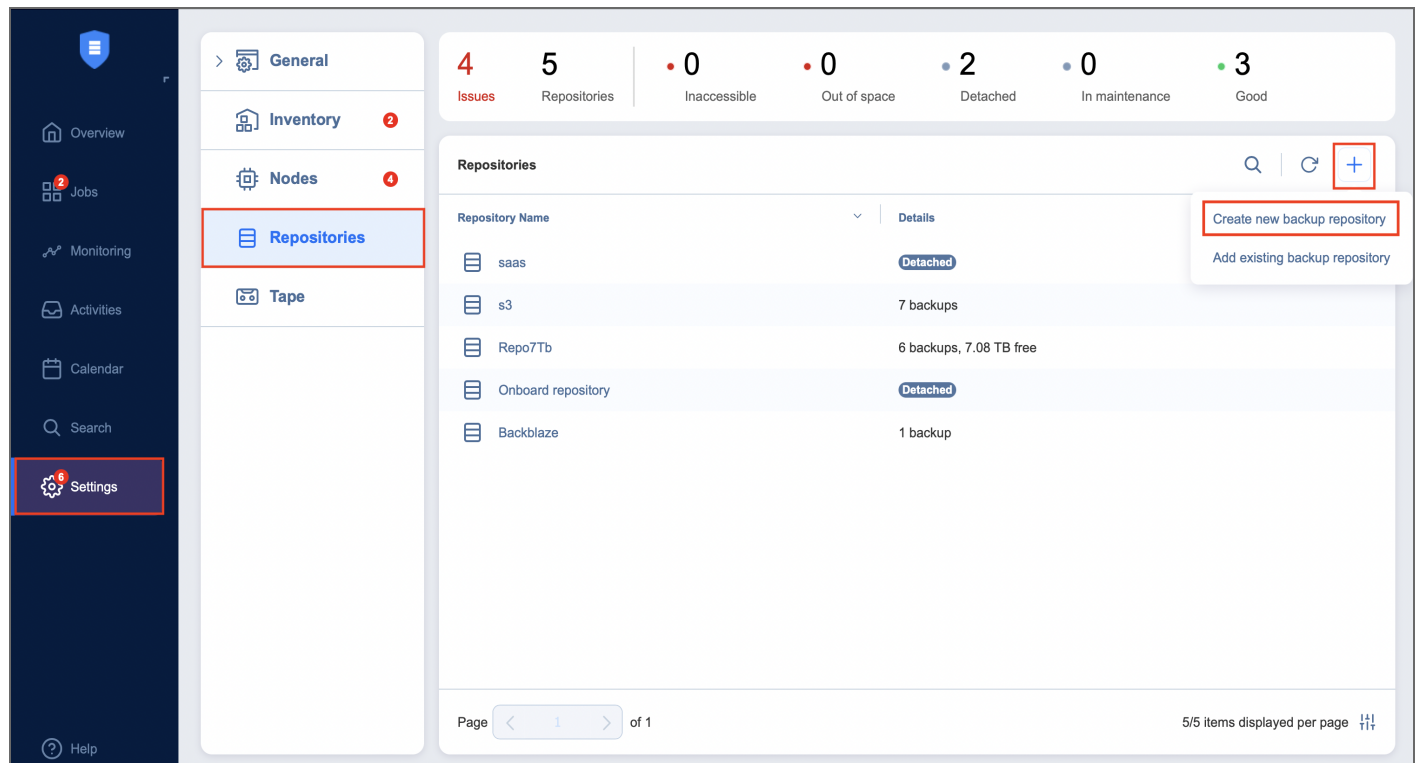 Overview
2
Jobs
Monitoring
Activities
Calendar
Search
6
Settings
Help
General
Inventory 2
Nodes 4
Repositories
Tape
4 5 0 0 2 0 3
Issues Repositories Inaccessible Out of space Detached In maintenance Good
Repositories
Create new backup repository
Add existing backup repository
Repository Name Details
saas Detached
s3 7 backups
Repo7Tb 6 backups, 7.08 TB free
Onboard repository Detached
Backblaze 1 backup
Page 1 of 1 5/5 items displayed per page